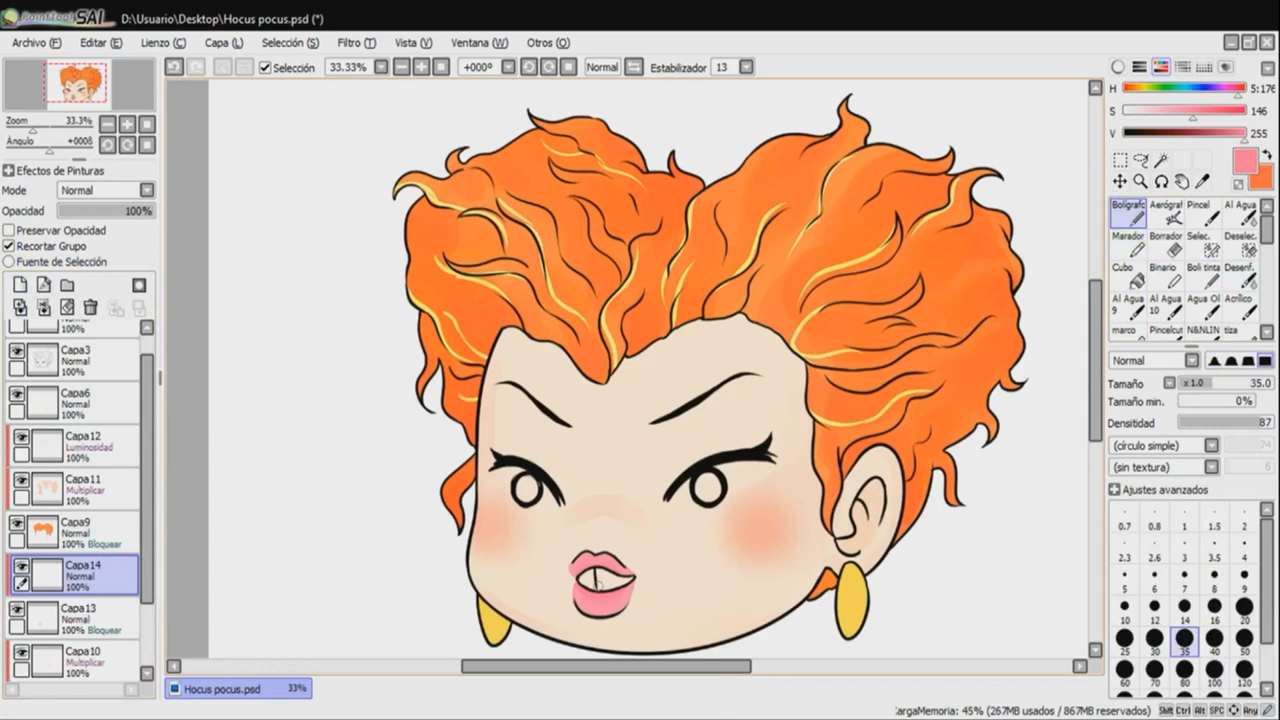 PaintTool SAI D:\Usuario\Desktop\Hocus pocus.psd (*)
Archivo (F) Editar (E) Lienzo (C) Capa (L) Selección (S) Filtro (T) Vista (V) Ventana (W) Otros (O)
Selección 33.33% +000º Normal Estabilizador 13
Zoom 33.3%
Ángulo +000ß
Efectos de Pinturas
Mode Normal
Opacidad 100%
Preservar Opacidad
Recortar Grupo
Fuente de Selección
100%
Capa3
Normal
100%
Capa6
Normal
100%
Capa12
Luminosidad
100%
Capa11
Multiplicar
100%
Capa9
Normal
100% Bloquear
Capa14
Normal
100%
Capa13
100% Bloquear
Capa10
Multiplicar
100%
Hocus pocus.psd 33%
H 5:176
S 146
V 255
Bolígrafo Aerógraf Pincel Al Agua
Marador Borrador Selec. Deselec.
Cubo Binario Boli tinta Desenf.
Al Agua 9 Al Agua 10 Agua Ol Acrílico
marco Pincelcut N&NLIN tiza
Normal
Tamaño x 1.0 35.0
Tamaño min. 0%
Densitidad 87
(círculo simple) 74
(sin textura) 6
Ajustes avanzados
0.7 0.8 1 1.5 2
2.3 2.6 3 3.5 4
5 6 7 8 9
10 12 14 16 20
25 30 35 40 50
60 70 80 100 120
CargaMemoria: 45% (267MB usados / 867MB reservados) Shift Ctrl Alt SPC Any